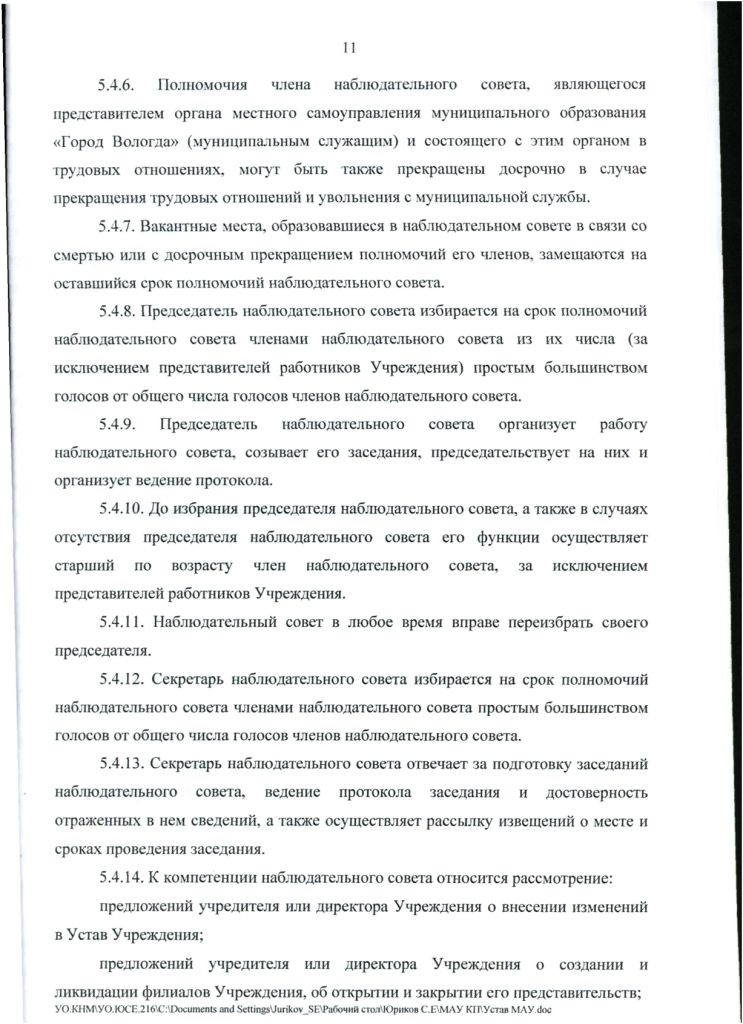 11
5.4.6. Полномочия члена наблюдательного совета, являющегося
представителем органа местного самоуправления муниципального образования
«Город Вологда» (муниципальным служащим) и состоящего с этим органом в
трудовых отношениях, могут быть также прекращены досрочно в случае
прекращения трудовых отношений и увольнения с муниципальной службы.
5.4.7. Вакантные места, образовавшиеся в наблюдательном совете в связи со
смертью или с досрочным прекращением полномочий его членов, замещаются на
оставшийся срок полномочий наблюдательного совета.
5.4.8. Председатель наблюдательного совета избирается на срок полномочий
наблюдательного совета членами наблюдательного совета из их числа (за
исключением представителей работников Учреждения) простым большинством
голосов от общего числа голосов членов наблюдательного совета.
5.4.9. Председатель наблюдательного совета организует работу
наблюдательного совета, созывает его заседания, председательствует на них и
организует ведение протокола.
5.4.10. До избрания председателя наблюдательного совета, а также в случаях
отсутствия председателя наблюдательного совета его функции осуществляет
старший по возрасту член наблюдательного совета, за исключением
представителей работников Учреждения.
5.4.11. Наблюдательный совет в любое время вправе переизбрать своего
председателя.
5.4.12. Секретарь наблюдательного совета избирается на срок полномочий
наблюдательного совета членами наблюдательного совета простым большинством
голосов от общего числа голосов членов наблюдательного совета.
5.4.13. Секретарь наблюдательного совета отвечает за подготовку заседаний
наблюдательного совета, ведение протокола заседания и достоверность
отраженных в нем сведений, а также осуществляет рассылку извещений о месте и
сроках проведения заседания.
5.4.14. К компетенции наблюдательного совета относится рассмотрение:
предложений учредителя или директора Учреждения о внесении изменений
в Устав Учреждения;
предложений учредителя или директора Учреждения о создании и
ликвидации филиалов Учреждения, об открытии и закрытии его представительств;
УО.КНМ\УО.ЮСЕ.216\C:\Documents and Settings\Jurikov_SE\Рабочий стол\Юриков С.Е\МАУ КП\Устав МАУ.doc